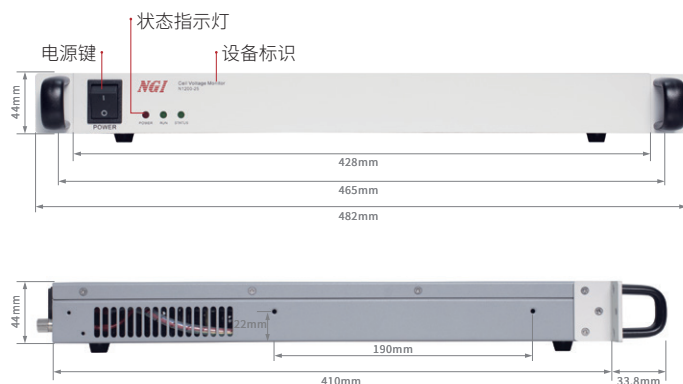 状态指示灯
电源键
设备标识
NGI
Cell Voltage Monitor
POWER
POWER RUN STATUS
44mm
428mm
465mm
482mm
44mm
22mm
190mm
410mm
33.8mm